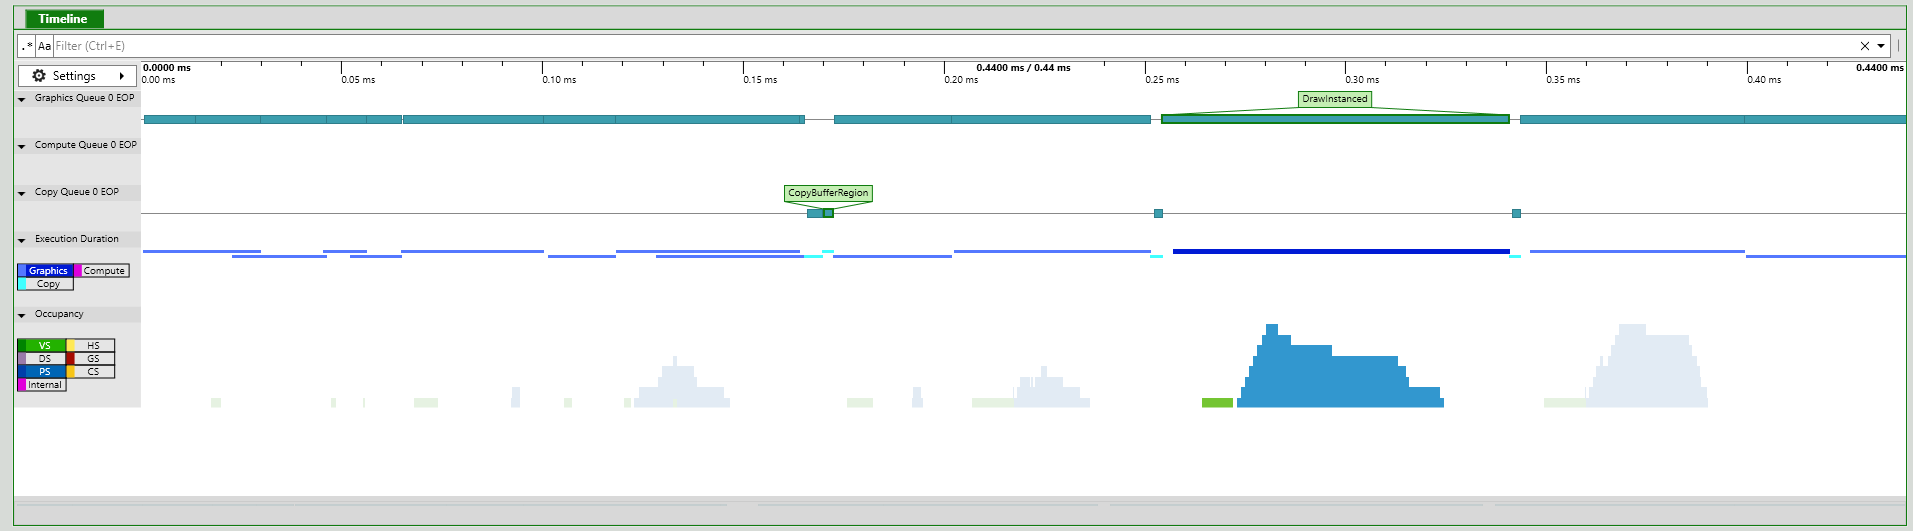 Timeline
.* Aa Filter (Ctrl+E)
Settings
0.0000 ms 0.4400 ms / 0.44 ms 0.4400 ms
0.00 ms 0.05 ms 0.10 ms 0.15 ms 0.20 ms 0.25 ms 0.30 ms 0.35 ms 0.40 ms
Graphics Queue 0 EOP
DrawInstanced
Compute Queue 0 EOP
Copy Queue 0 EOP
CopyBufferRegion
Execution Duration
Graphics Compute
Copy
Occupancy
VS HS
DS GS
PS CS
Internal